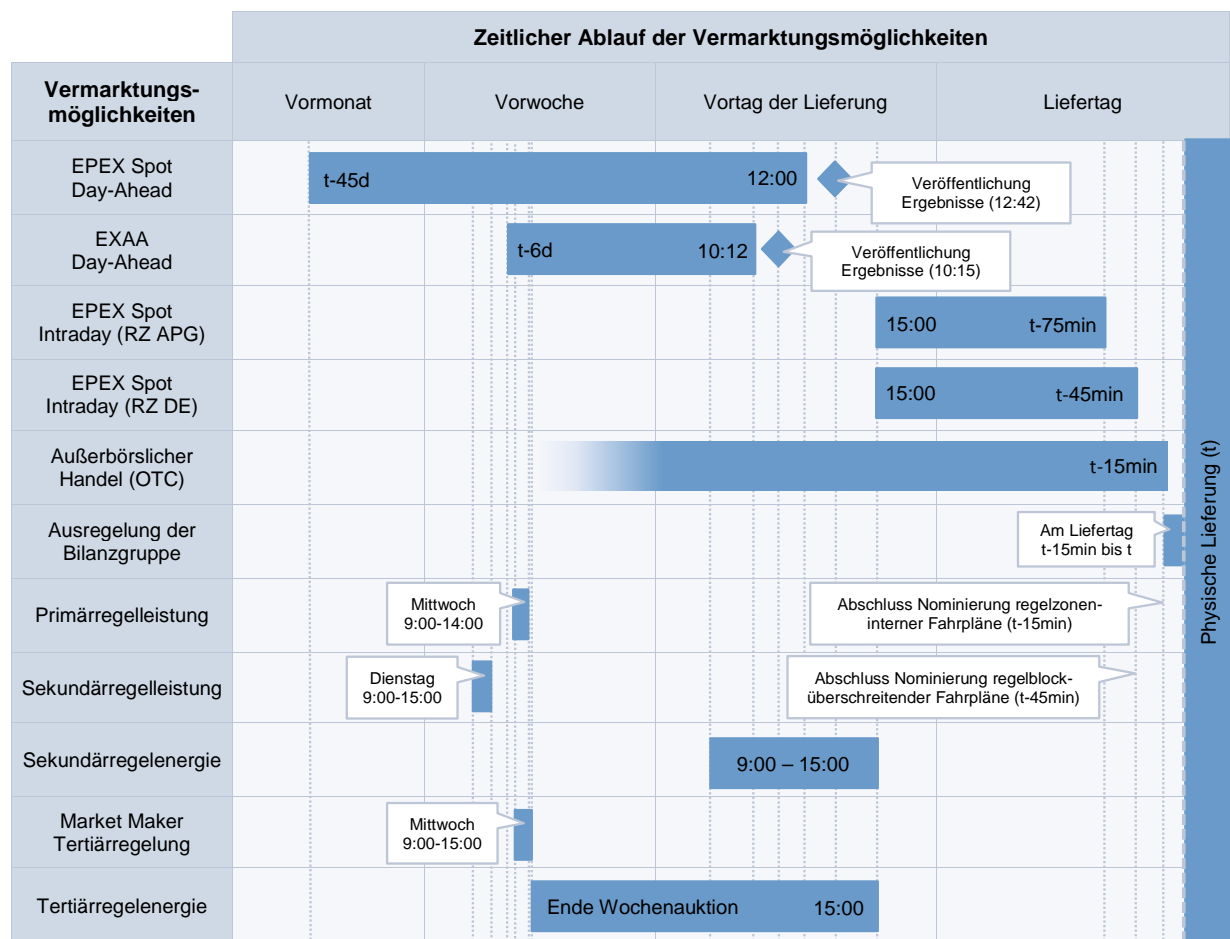 Zeitlicher Ablauf der Vermarktungsmöglichkeiten
Vermarktungs-
möglichkeiten
Vormonat
Vorwoche
Vortag der Lieferung
Liefertag
EPEX Spot
Day-Ahead
t-45d
12:00
Veröffentlichung
Ergebnisse (12:42)
EXAA
Day-Ahead
t-6d
10:12
Veröffentlichung
Ergebnisse (10:15)
EPEX Spot
Intraday (RZ APG)
15:00
t-75min
EPEX Spot
Intraday (RZ DE)
15:00
t-45min
Außerbörslicher
Handel (OTC)
t-15min
Ausregelung der
Bilanzgruppe
Am Liefertag
t-15min bis t
Primärregelleistung
Mittwoch
9:00-14:00
Abschluss Nominierung regelzonen-
interner Fahrpläne (t-15min)
Sekundärregelleistung
Dienstag
9:00-15:00
Abschluss Nominierung regelblock-
überschreitender Fahrpläne (t-45min)
Sekundärregelenergie
9:00 – 15:00
Market Maker
Tertiärregelung
Mittwoch
9:00-15:00
Tertiärregelenergie
Ende Wochenauktion
15:00
Physische Lieferung (t)